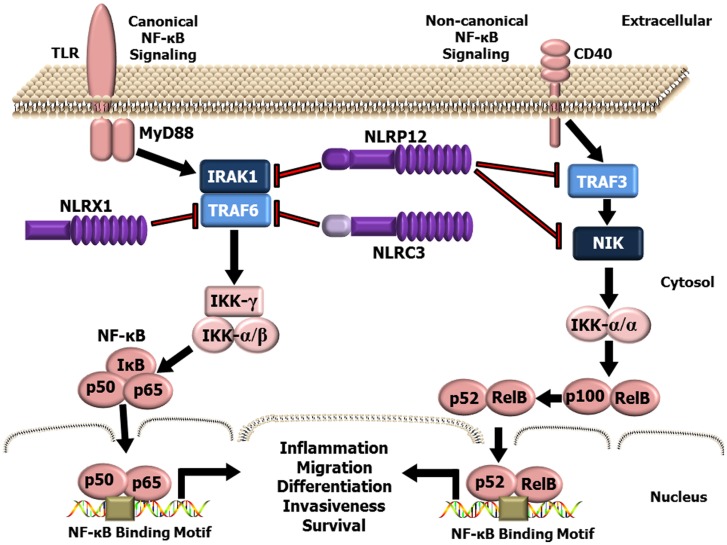 Canonical
NF-κB
Signaling
TLR
Non-canonical
NF-κB
Signaling
Extracellular
CD40
MyD88
NLRP12
IRAK1
TRAF6
TRAF3
NLRX1
NLRC3
NIK
Cytosol
IKK-γ
IKK-α/β
IKK-α/α
NF-κB
IκB
p50
p65
p52
RelB
p100
RelB
Inflammation
Migration
Differentiation
Invasiveness
Survival
p50
p65
p52
RelB
Nucleus
NF-κB Binding Motif
NF-κB Binding Motif